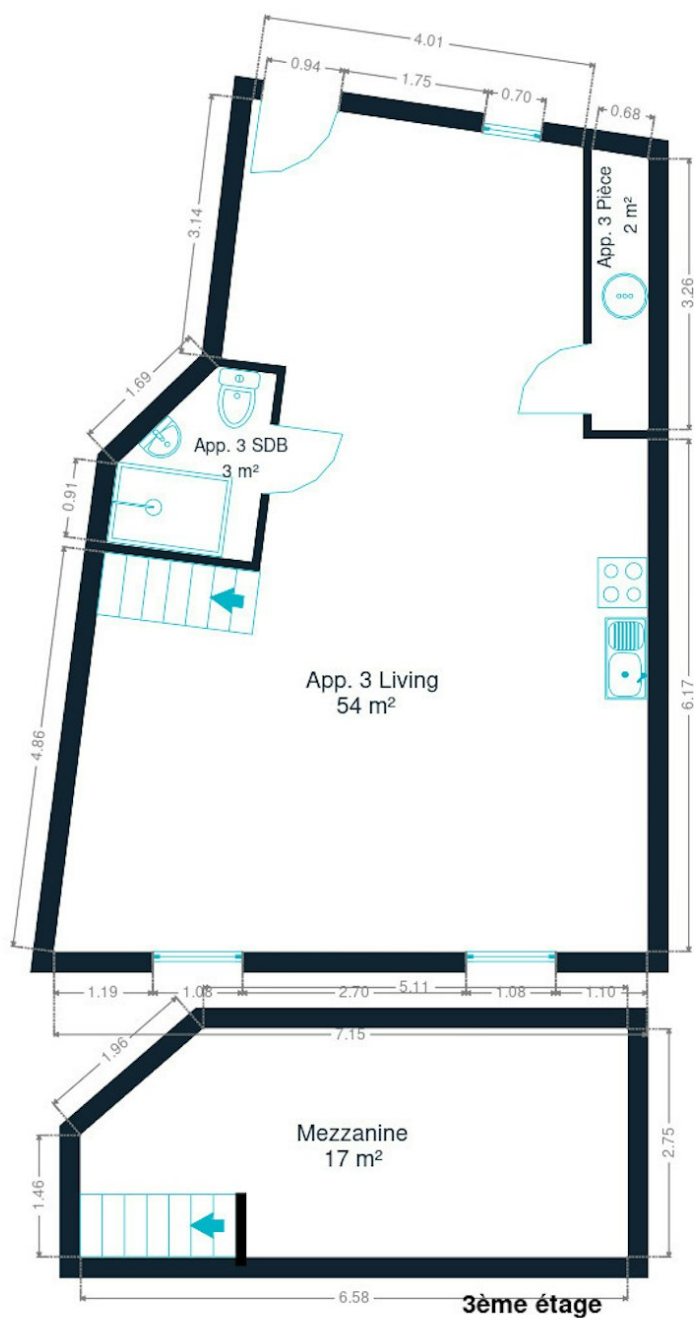 4.01
0.94
1.75
0.70
0.68
3.14
App. 3 Pièce
2 m²
3.26
1.69
App. 3 SDB
3 m²
0.91
4.86
App. 3 Living
54 m²
6.17
1.19
1.08
2.70
5.11
1.08
1.10
7.15
1.96
Mezzanine
17 m²
2.75
1.46
6.58
3ème étage